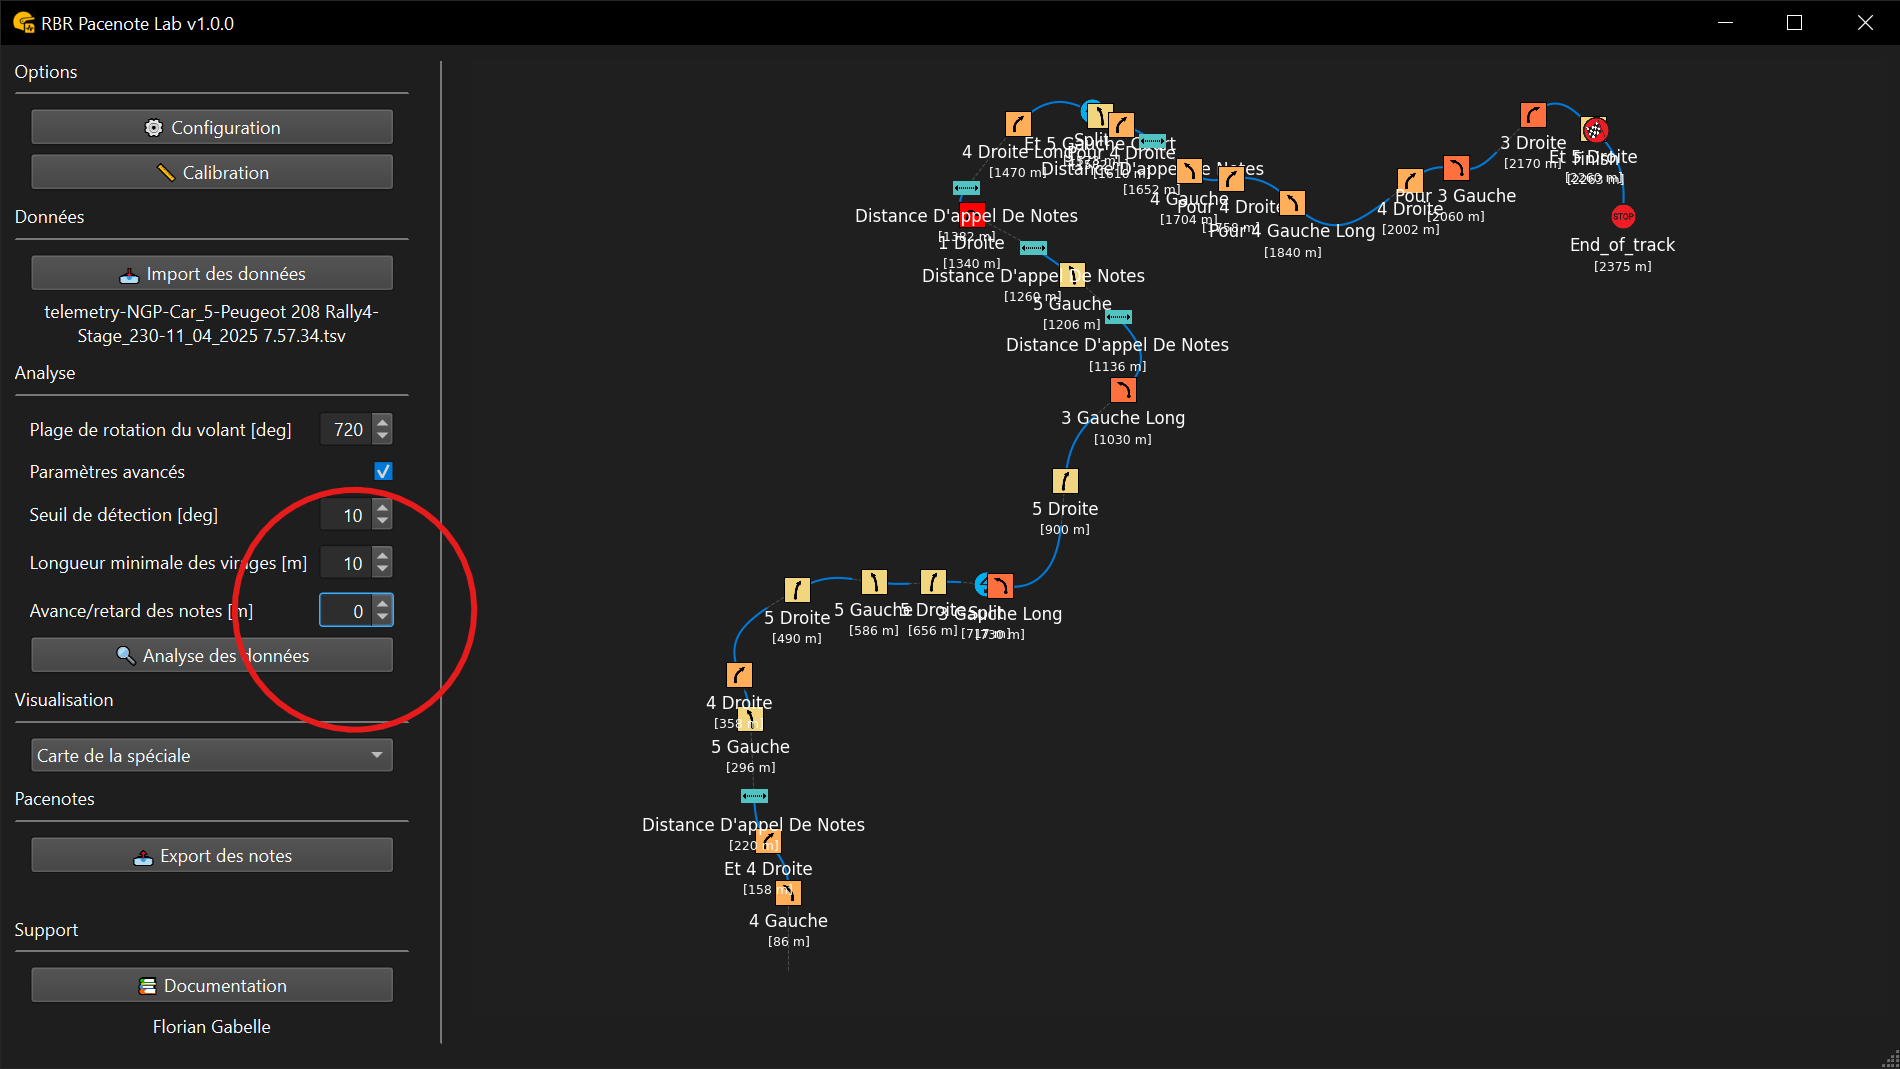 RBR Pacenote Lab v1.0.0
Options
Configuration
Calibration
Données
Import des données
telemetry-NGP-Car_5-Peugeot 208 Rally4-
Stage_230-11_04_2025 7.57.34.tsv
Analyse
Plage de rotation du volant [deg] 720
Paramètres avancés
Seuil de détection [deg] 10
Longueur minimale des virages [m] 10
Avance/retard des notes [m] 0
Analyse des données
Visualisation
Carte de la spéciale
Pacenotes
Export des notes
Support
Documentation
Florian Gabelle
4 Droite Long
[1470 m]
Et 5 Gauche
Split
Pour 4 Droite
Distance D'appel De Notes
[1652 m]
4 Gauche
[1704 m]
Pour 4 Droite
[1758 m]
Pour 4 Gauche Long
[1840 m]
4 Droite
[2002 m]
Pour 3 Gauche
[2060 m]
3 Droite
[2170 m]
Et 5 Droite
[2260 m]
Finish
[2263 m]
STOP
End_of_track
[2375 m]
Distance D'appel De Notes
[1382 m]
1 Droite
[1340 m]
Distance D'appel De Notes
[1260 m]
5 Gauche
[1206 m]
Distance D'appel De Notes
[1136 m]
3 Gauche Long
[1030 m]
5 Droite
[900 m]
5 Droite
[490 m]
5 Gauche
[586 m]
5 Droite
[656 m]
Split
[717 m]
3 Gauche Long
[730 m]
4 Droite
[358 m]
5 Gauche
[296 m]
Distance D'appel De Notes
[220 m]
Et 4 Droite
[158 m]
4 Gauche
[86 m]